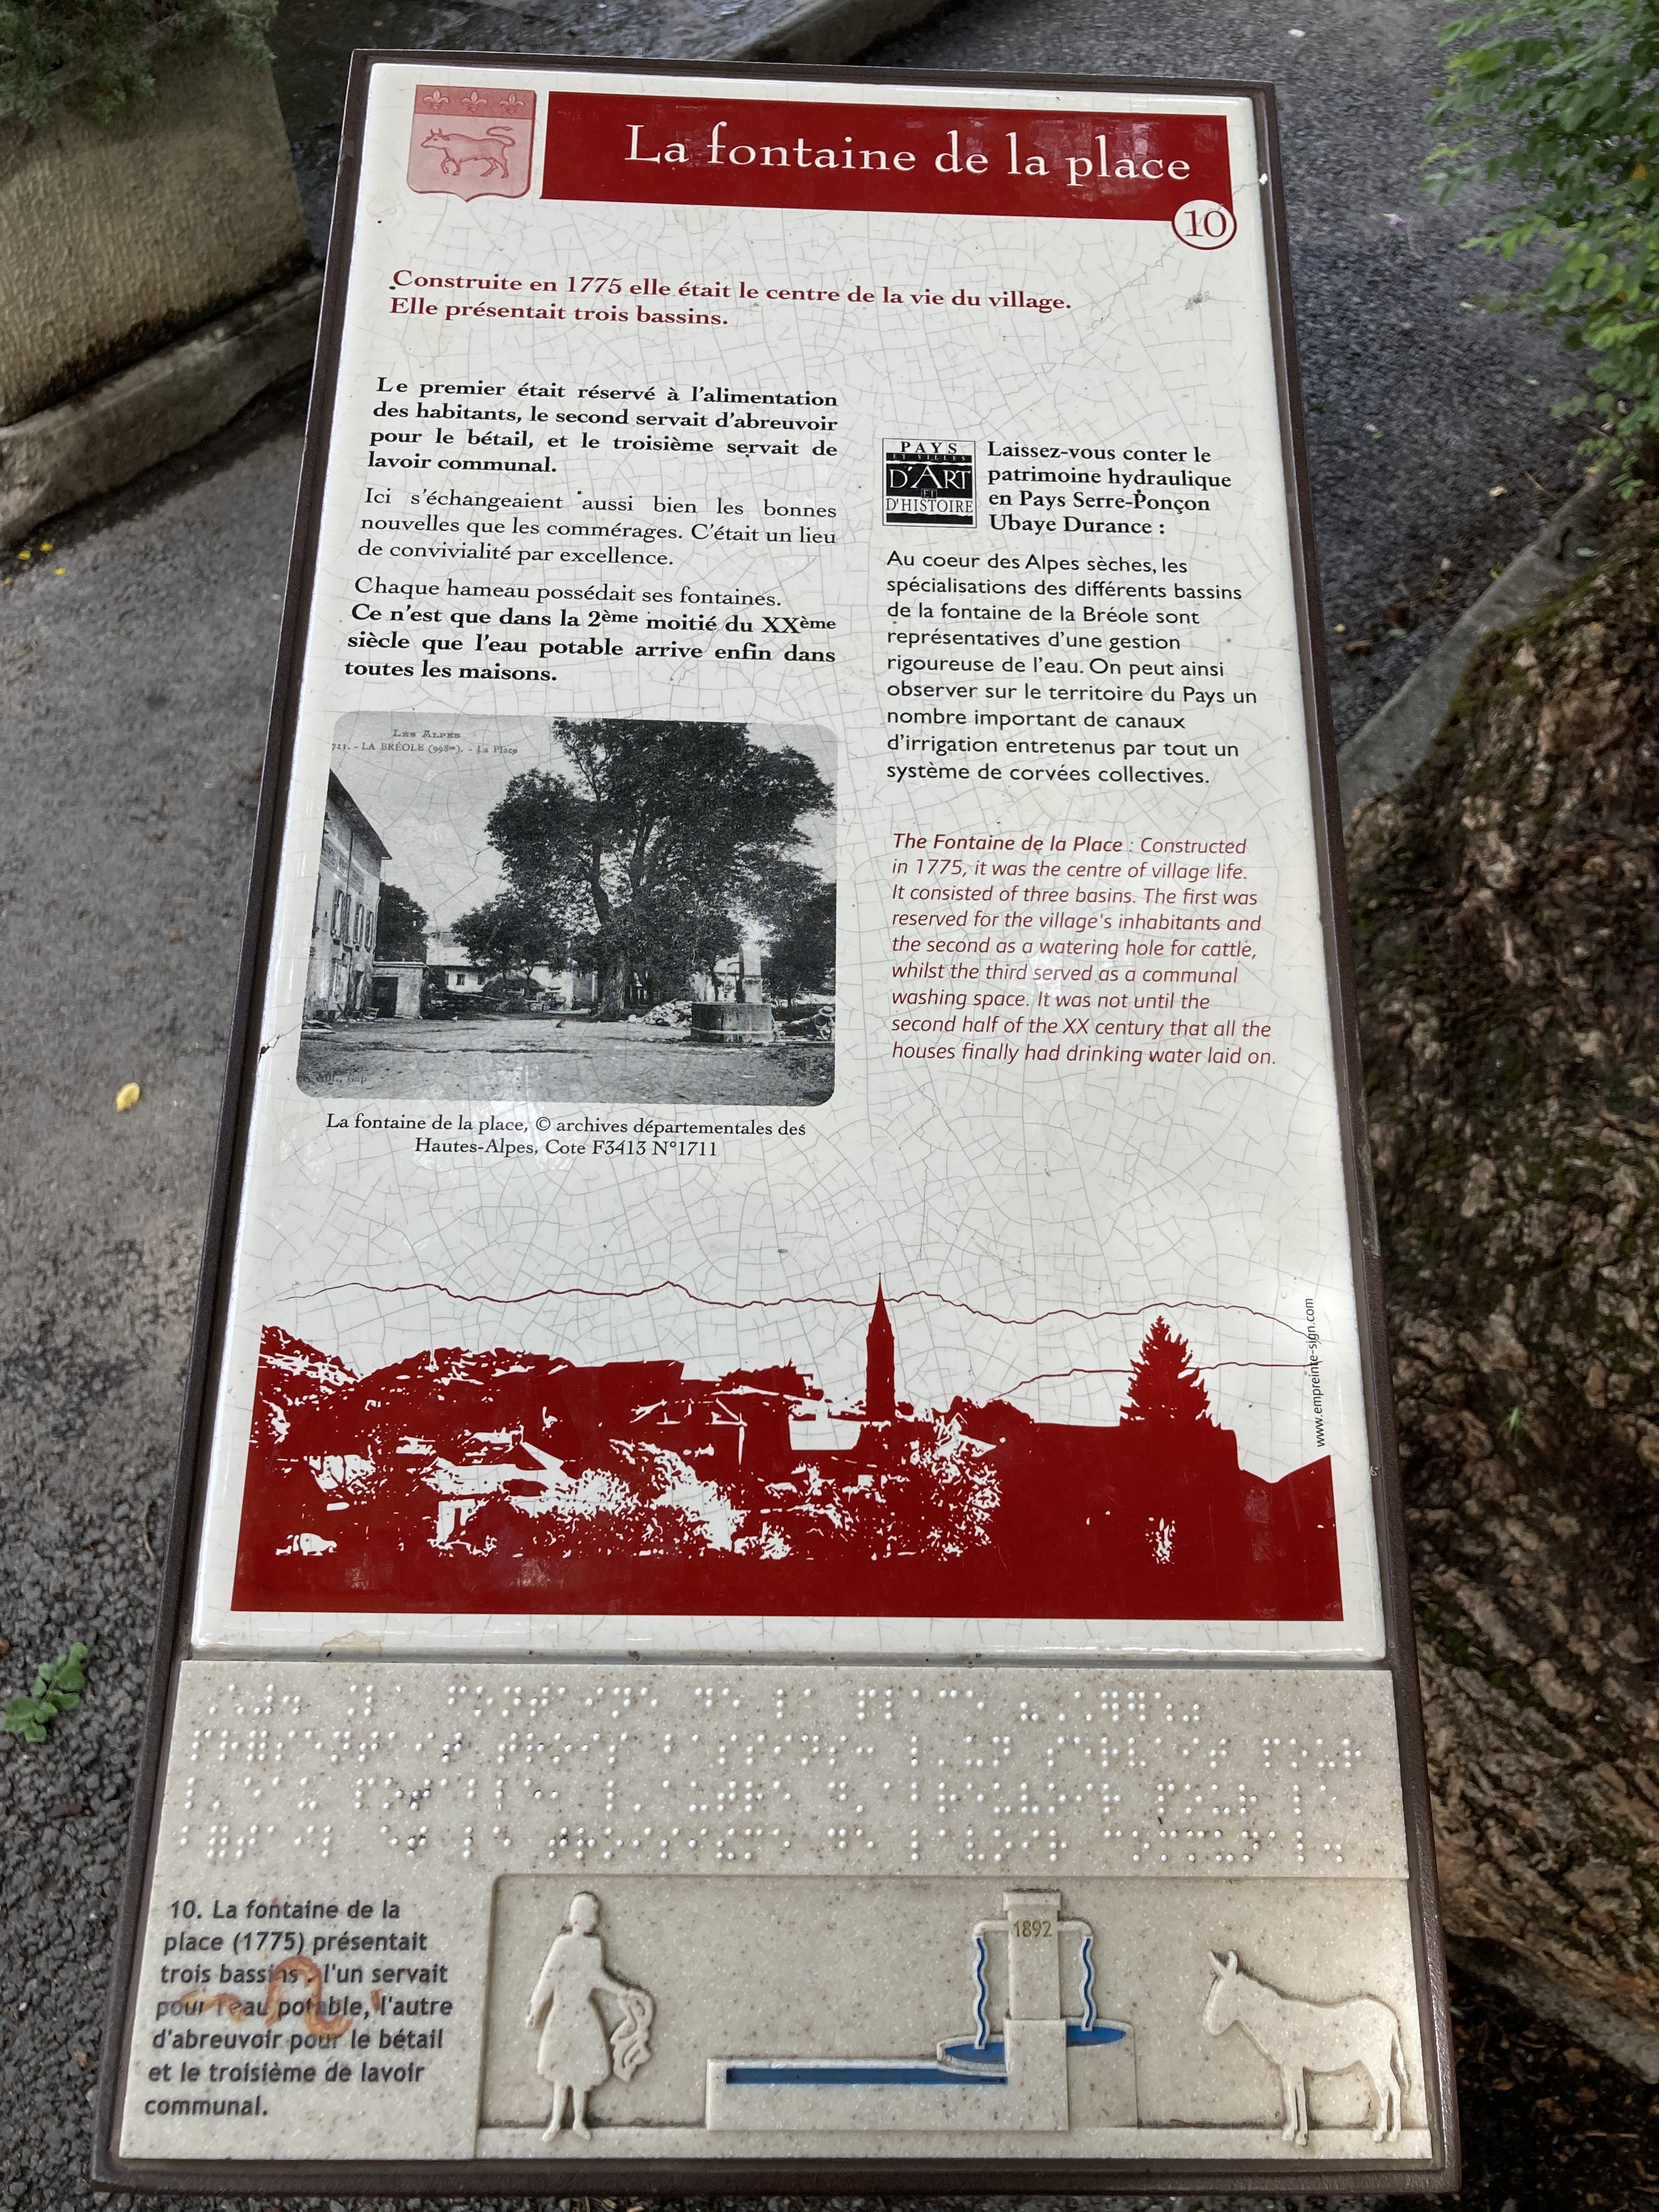 La fontaine de la place
10
Construite en 1775 elle était le centre de la vie du village.
Elle présentait trois bassins.
Le premier était réservé à l'alimentation
des habitants, le second servait d'abreuvoir
pour le bétail, et le troisième servait de
lavoir communal.
Ici s'échangeaient aussi bien les bonnes
nouvelles que les commérages. C'était un lieu
de convivialité par excellence.
Chaque hameau possédait ses fontaines.
Ce n'est que dans la 2ème moitié du XXème
siècle que l'eau potable arrive enfin dans
toutes les maisons.
LES ALPES
711. - LA BRÉOLE (998m). - La Place
Gap
La fontaine de la place, © archives départementales des
Hautes-Alpes, Cote F3413 N°1711
PAYS
ET VILLES
D'ART
ET
D'HISTOIRE
Laissez-vous conter le
patrimoine hydraulique
en Pays Serre-Ponçon
Ubaye Durance :
Au coeur des Alpes sèches, les
spécialisations des différents bassins
de la fontaine de la Bréole sont
représentatives d'une gestion
rigoureuse de l'eau. On peut ainsi
observer sur le territoire du Pays un
nombre important de canaux
d'irrigation entretenus par tout un
système de corvées collectives.
The Fontaine de la Place : Constructed
in 1775, it was the centre of village life.
It consisted of three basins. The first was
reserved for the village's inhabitants and
the second as a watering hole for cattle,
whilst the third served as a communal
washing space. It was not until the
second half of the XX century that all the
houses finally had drinking water laid on.
www.empreinte-sign.com
10. La fontaine de la
place (1775) présentait
trois bassins : l'un servait
pour l'eau potable, l'autre
d'abreuvoir pour le bétail
et le troisième de lavoir
communal.
1892